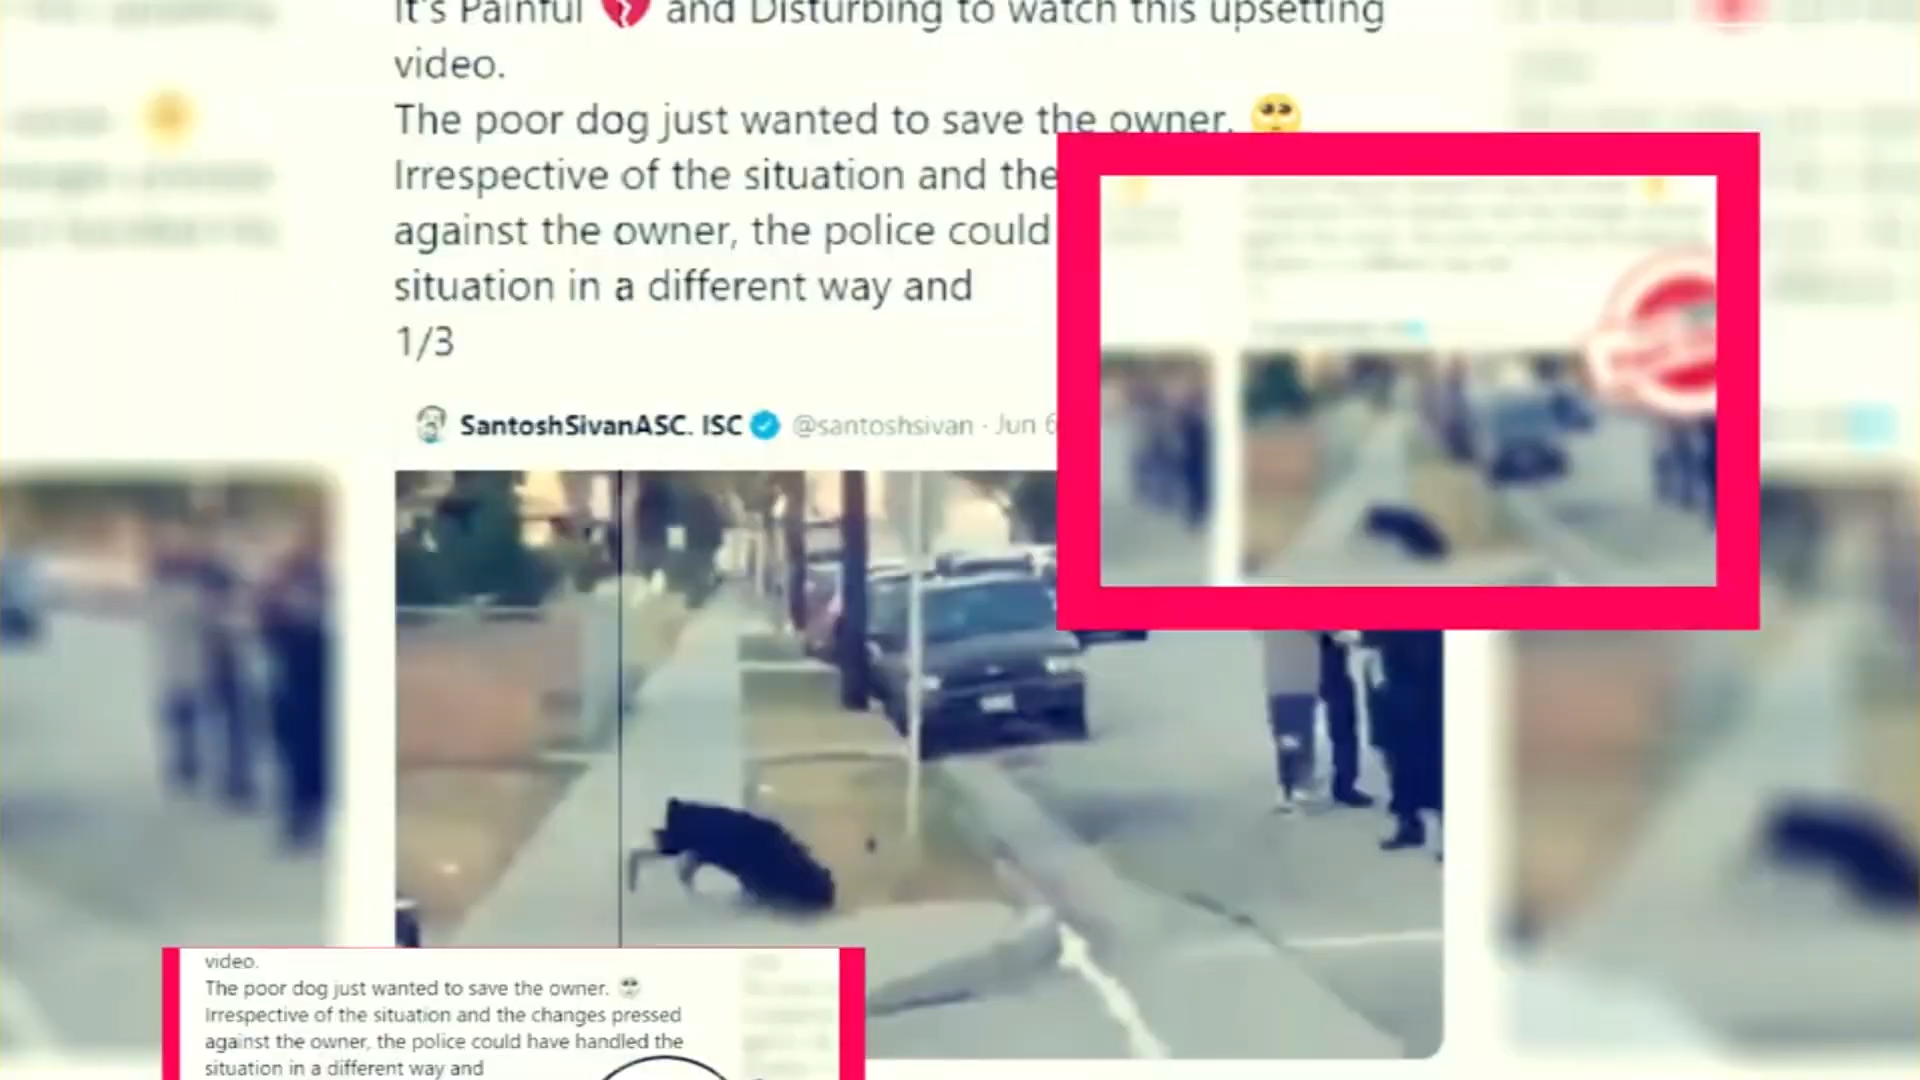 It's Painful 💔 and Disturbing to watch this upsetting
video.
The poor dog just wanted to save the owner. 🥺
Irrespective of the situation and the
against the owner, the police could
situation in a different way and
1/3
SantoshSivanASC. ISC @santoshsivan · Jun 6
video.
The poor dog just wanted to save the owner. 🥺
Irrespective of the situation and the changes pressed
against the owner, the police could have handled the
situation in a different way and